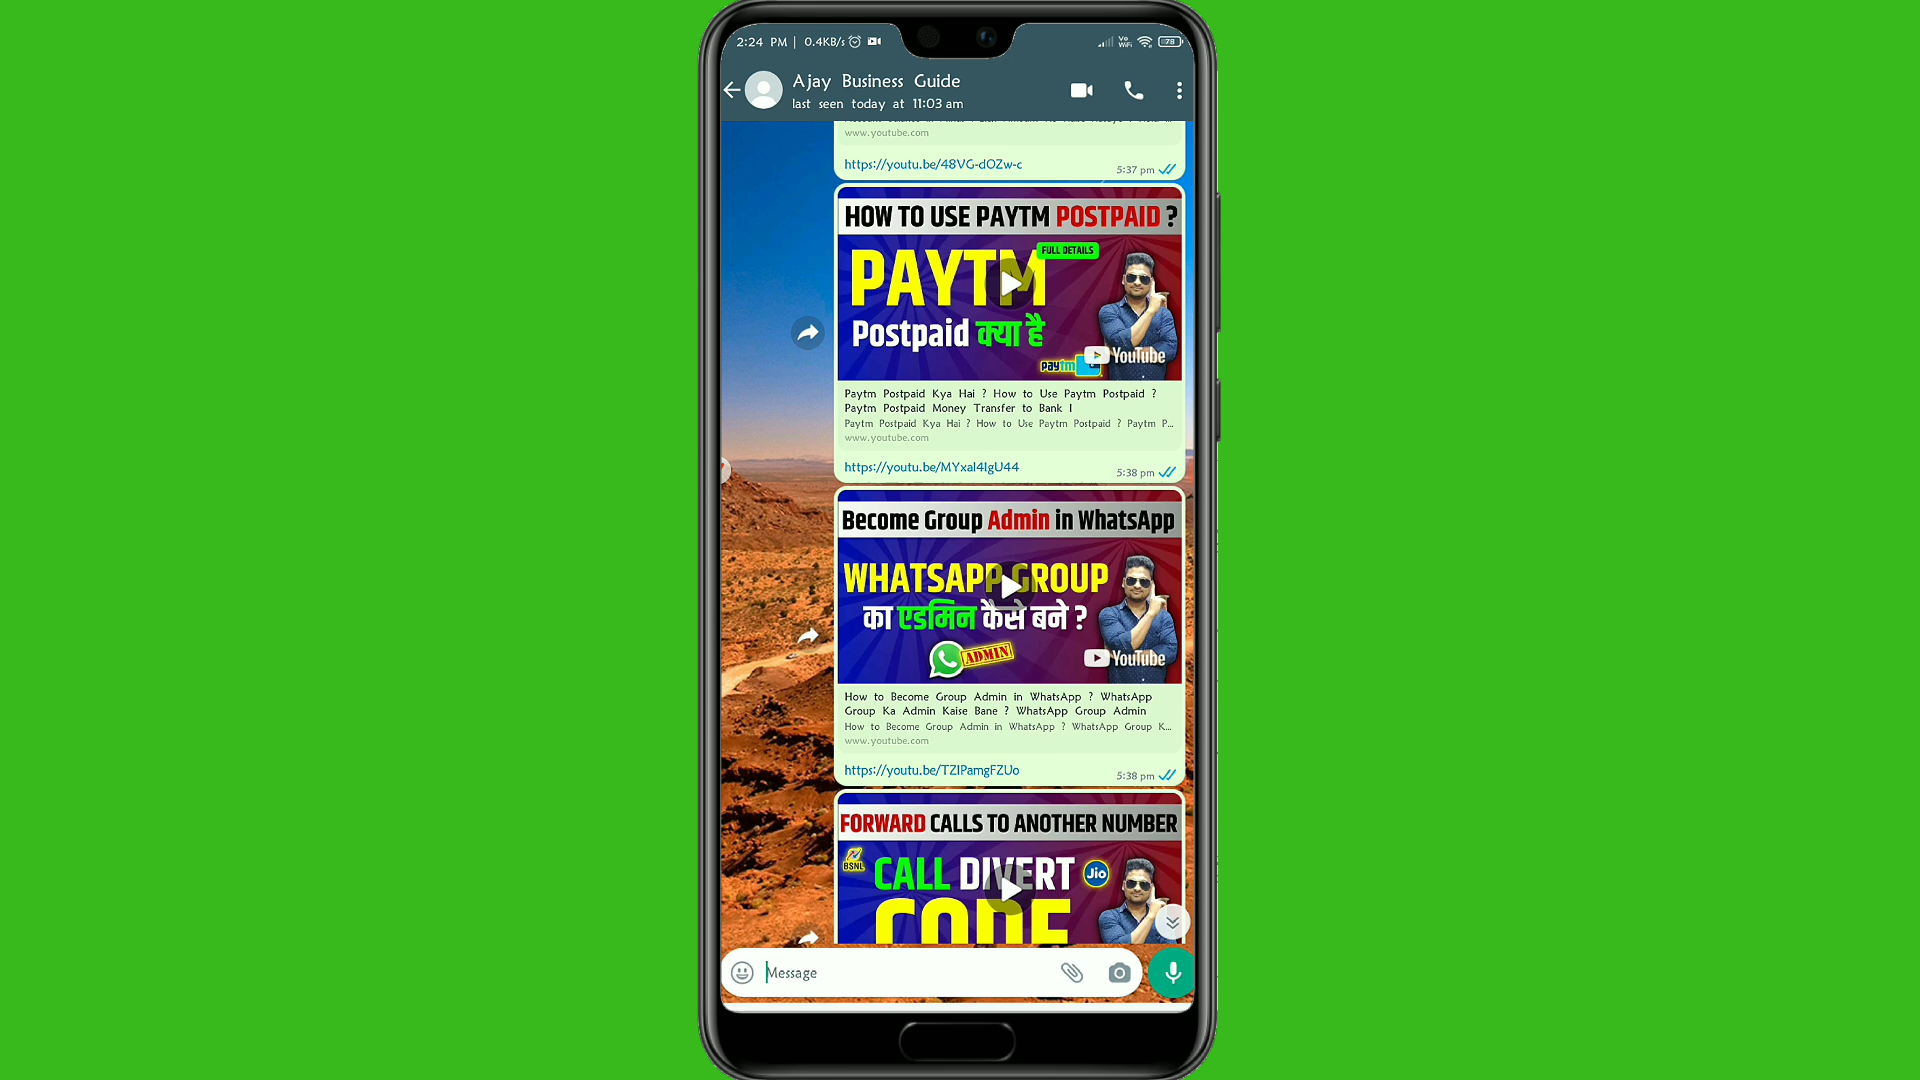 2:24 PM | 0.4KB/s
Vo
WiFi
78
Ajay Business Guide
last seen today at 11:03 am
www.youtube.com
https://youtu.be/48VG-dOZw-c
5:37 pm
HOW TO USE PAYTM POSTPAID ?
FULL DETAILS
PAYTM
Postpaid क्या है
paytm
YouTube
Paytm Postpaid Kya Hai ? How to Use Paytm Postpaid ?
Paytm Postpaid Money Transfer to Bank I
Paytm Postpaid Kya Hai ? How to Use Paytm Postpaid ? Paytm P...
www.youtube.com
https://youtu.be/MYxal4IgU44
5:38 pm
Become Group Admin in WhatsApp
WHATSAPP GROUP
का एडमिन कैसे बने ?
ADMIN
YouTube
How to Become Group Admin in WhatsApp ? WhatsApp
Group Ka Admin Kaise Bane ? WhatsApp Group Admin
How to Become Group Admin in WhatsApp ? WhatsApp Group K...
www.youtube.com
https://youtu.be/TZIPamgFZUo
5:38 pm
FORWARD CALLS TO ANOTHER NUMBER
BSNL
CALL DIVERT
Jio
CODE
Message